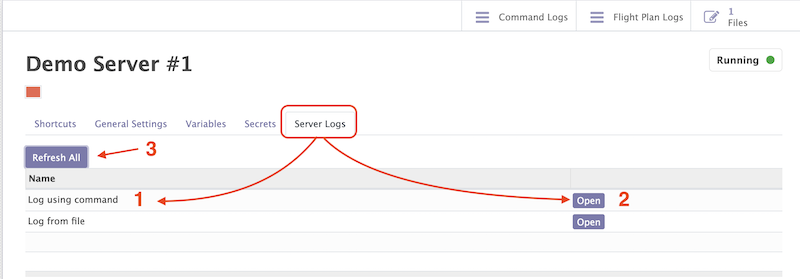 Command Logs
Flight Plan Logs
1
Files
Demo Server #1
Running
Shortcuts
General Settings
Variables
Secrets
Server Logs
Refresh All
3
Name
Log using command
1
Open
2
Log from file
Open